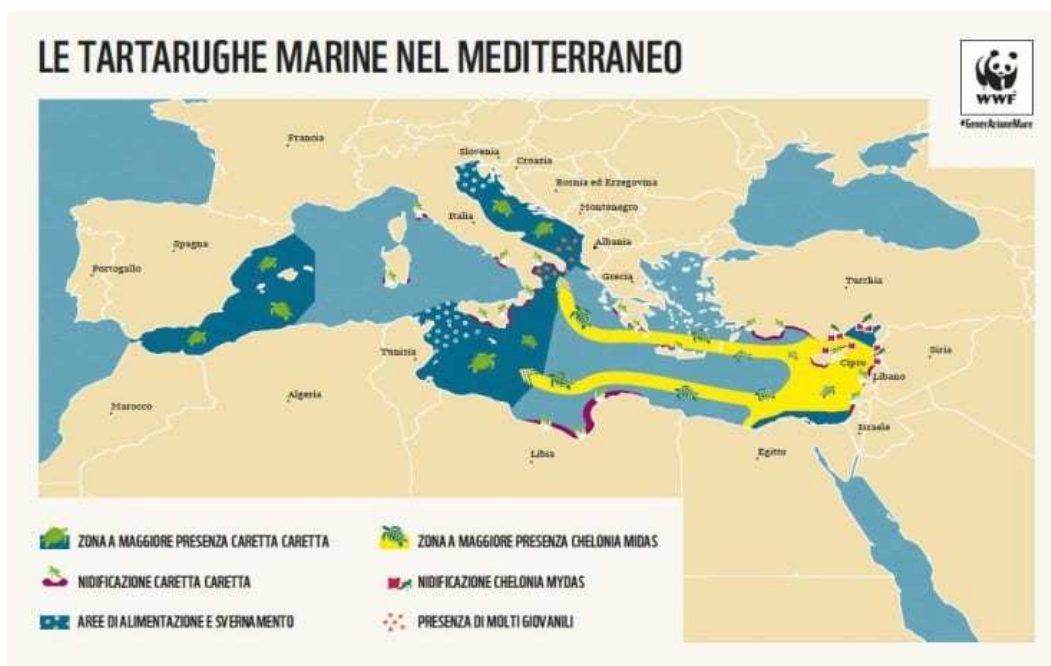 LE TARTARUGHE MARINE NEL MEDITERRANEO
WWF
#GenerAzioneMare
Francia
Slovenia
Croazia
Bosnia ed Erzegovina
Montenegro
Italia
Albania
Spagna
Portogallo
Grecia
Turchia
Tunisia
Cipro
Siria
Libano
Algeria
Marocco
Israele
Libia
Egitto
ZONA A MAGGIORE PRESENZA CARETTA CARETTA
ZONA A MAGGIORE PRESENZA CHELONIA MIDAS
NIDIFICAZIONE CARETTA CARETTA
NIDIFICAZIONE CHELONIA MYDAS
AREE DI ALIMENTAZIONE E SVERNAMENTO
PRESENZA DI MOLTI GIOVANILI